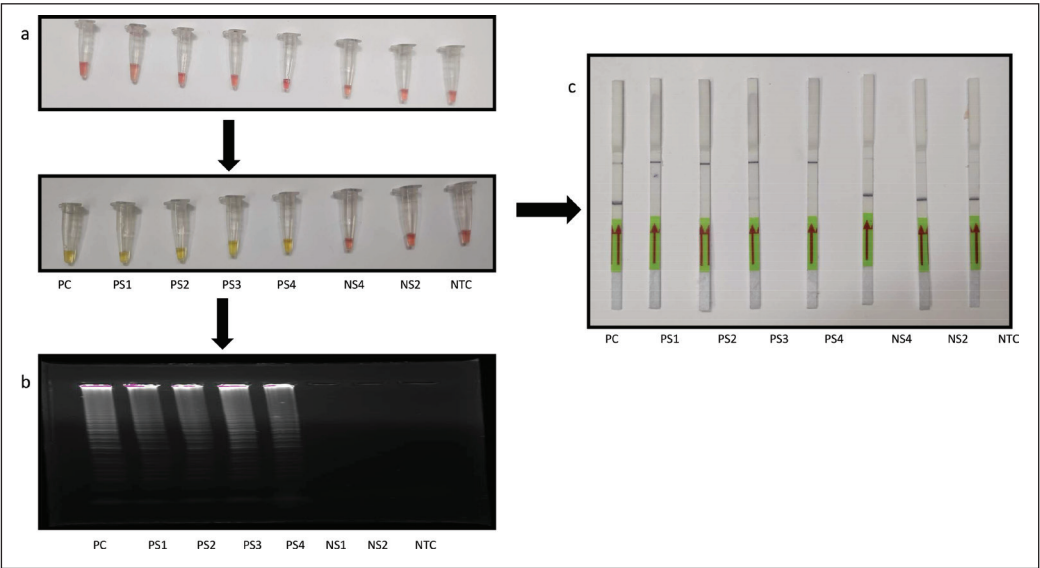 a
PC PS1 PS2 PS3 PS4 NS4 NS2 NTC
b
PC PS1 PS2 PS3 PS4 NS1 NS2 NTC
c
PC PS1 PS2 PS3 PS4 NS4 NS2 NTC